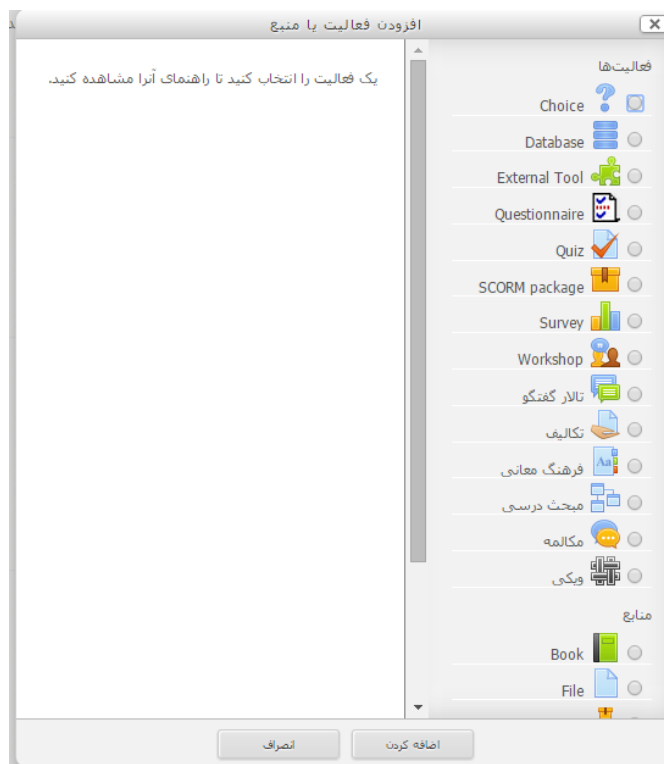 افزودن فعالیت یا منبع
یک فعالیت را انتخاب کنید تا راهنمای آنرا مشاهده کنید.
فعالیت‌ها
Choice
Database
External Tool
Questionnaire
Quiz
SCORM package
Survey
Workshop
تالار گفتگو
تکالیف
فرهنگ معانی
مبحث درسی
مکالمه
ویکی
منابع
Book
File
اضافه کردن
انصراف